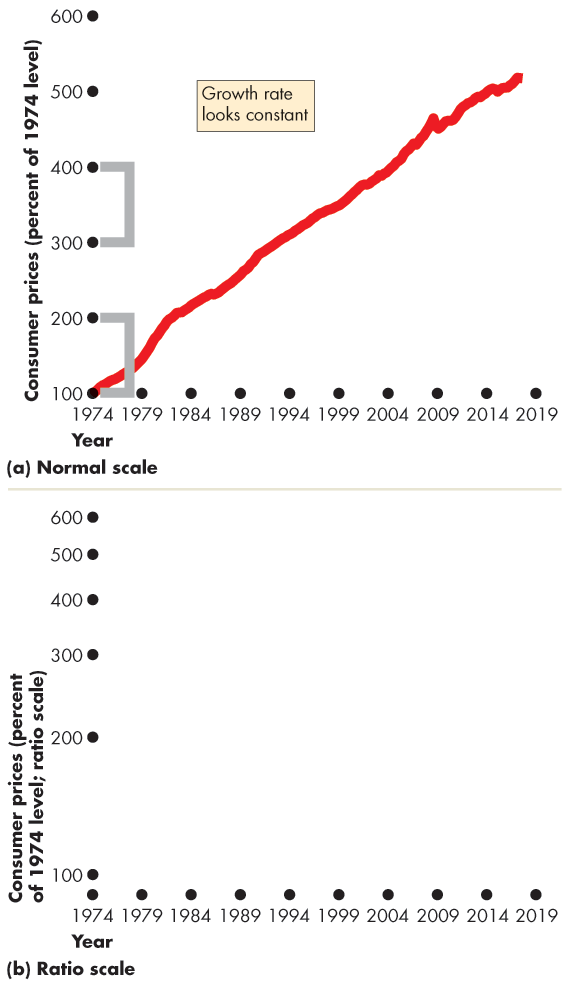 Consumer prices (percent of 1974 level)
600
500
400
300
200
100
Growth rate
looks constant
1974 1979 1984 1989 1994 1999 2004 2009 2014 2019
Year
(a) Normal scale
Consumer prices (percent
of 1974 level; ratio scale)
600
500
400
300
200
100
1974 1979 1984 1989 1994 1999 2004 2009 2014 2019
Year
(b) Ratio scale